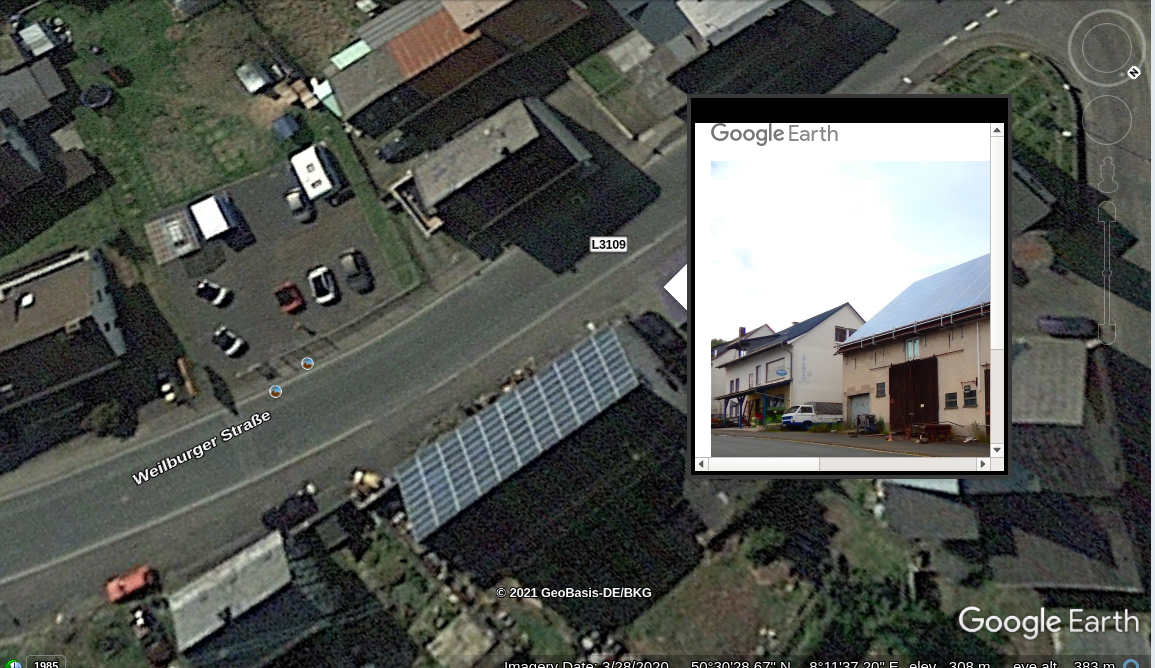 N
Google Earth
L3109
Weilburger Straße
© 2021 GeoBasis-DE/BKG
Google Earth
1985
Imagery Date: 3/28/2020 50°30'28.67" N 8°11'37.20" E elev 308 m eye alt 383 m